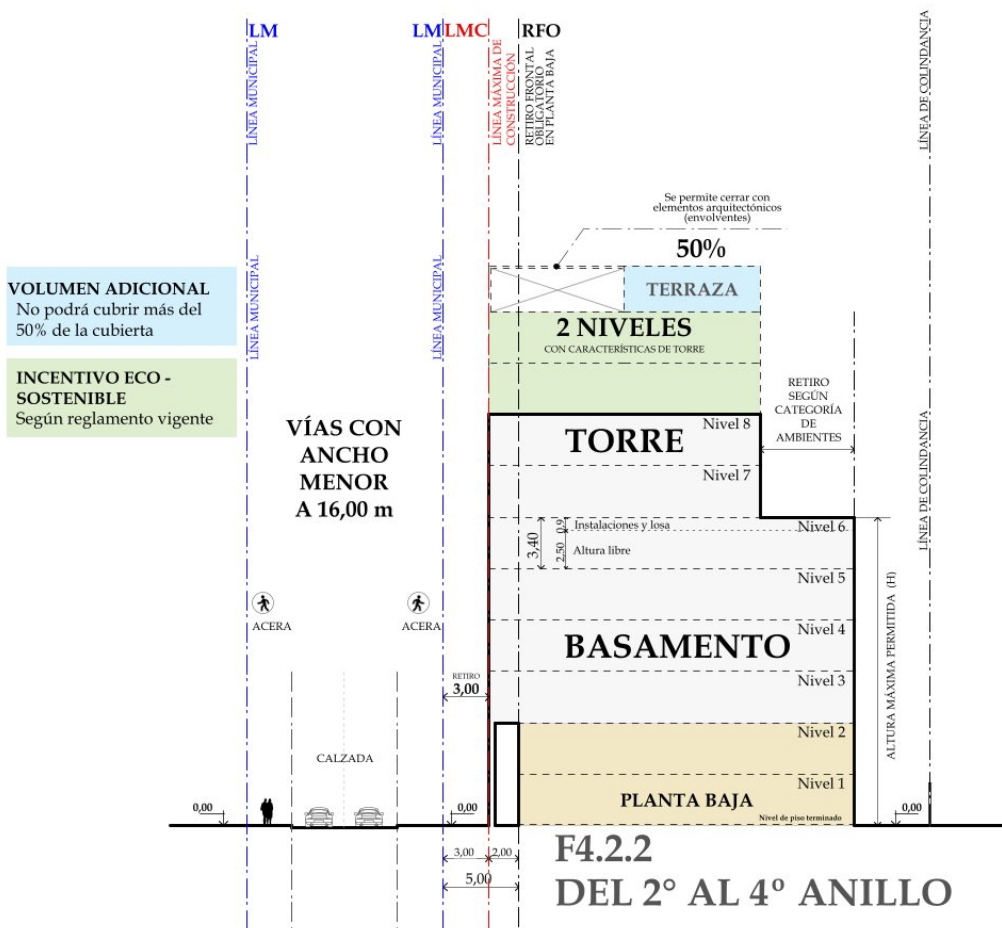 LM
LM
LMC
RFO
LÍNEA MUNICIPAL
LÍNEA MUNICIPAL
LÍNEA MÁXIMA DE
CONSTRUCCIÓN
RETIRO FRONTAL
OBLIGATORIO
EN PLANTA BAJA
LÍNEA DE COLINDANCIA
Se permite cerrar con
elementos arquitectónicos
(envolventes)
50%
VOLUMEN ADICIONAL
No podrá cubrir más del
50% de la cubierta
LÍNEA MUNICIPAL
LÍNEA MUNICIPAL
TERRAZA
2 NIVELES
CON CARACTERÍSTICAS DE TORRE
INCENTIVO ECO -
SOSTENIBLE
Según reglamento vigente
RETIRO
SEGÚN
CATEGORÍA
DE
AMBIENTES
VÍAS CON
ANCHO
MENOR
A 16,00 m
Nivel 8
TORRE
Nivel 7
LÍNEA DE COLINDANCIA
3,40
0,9
2,50
Instalaciones y losa
Altura libre
Nivel 6
Nivel 5
ACERA
ACERA
Nivel 4
BASAMENTO
Nivel 3
ALTURA MÁXIMA PERMITIDA (H)
RETIRO
3,00
Nivel 2
CALZADA
Nivel 1
PLANTA BAJA
Nivel de piso terminado
0,00
0,00
0,00
3,00
2,00
5,00
F4.2.2
DEL 2° AL 4º ANILLO